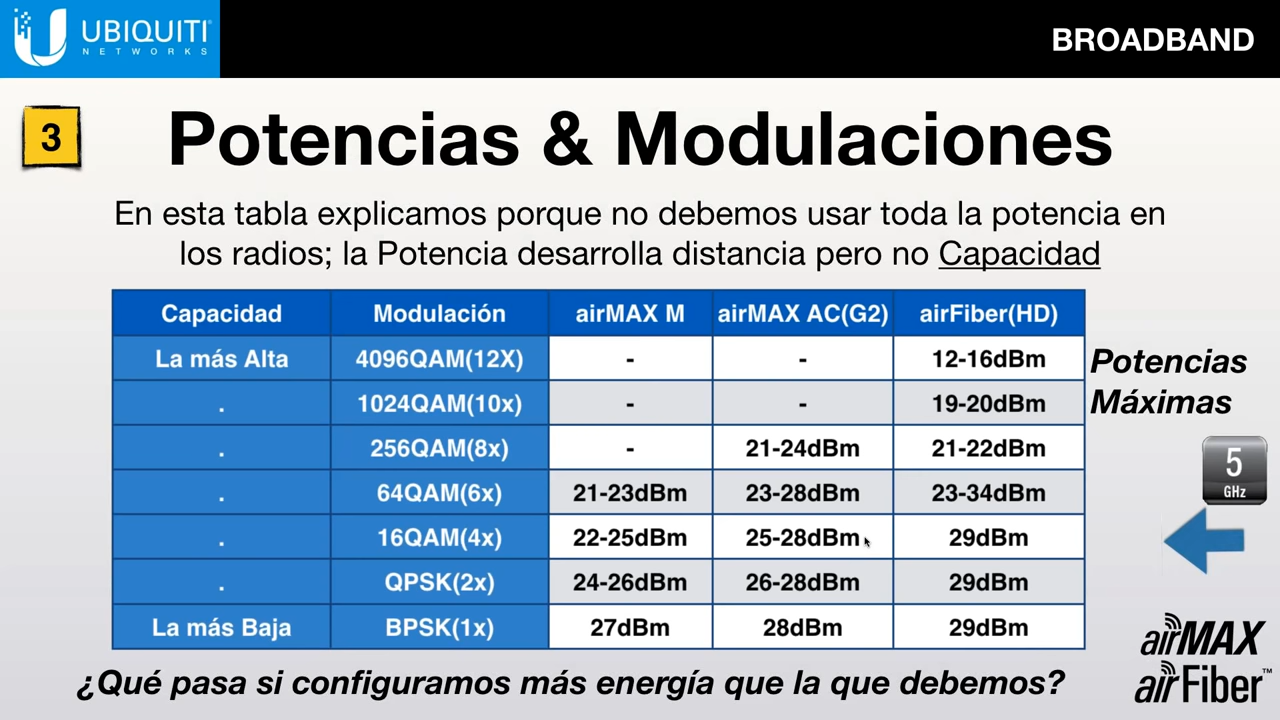 UBIQUITI
NETWORKS
BROADBAND
3
Potencias & Modulaciones
En esta tabla explicamos porque no debemos usar toda la potencia en
los radios; la Potencia desarrolla distancia pero no Capacidad
Capacidad Modulación airMAX M airMAX AC(G2) airFiber(HD)
La más Alta 4096QAM(12X) - - 12-16dBm
. 1024QAM(10x) - - 19-20dBm
. 256QAM(8x) - 21-24dBm 21-22dBm
. 64QAM(6x) 21-23dBm 23-28dBm 23-34dBm
. 16QAM(4x) 22-25dBm 25-28dBm 29dBm
. QPSK(2x) 24-26dBm 26-28dBm 29dBm
La más Baja BPSK(1x) 27dBm 28dBm 29dBm
Potencias
Máximas
5
GHz
airMAX
airFiber™
¿Qué pasa si configuramos más energía que la que debemos?